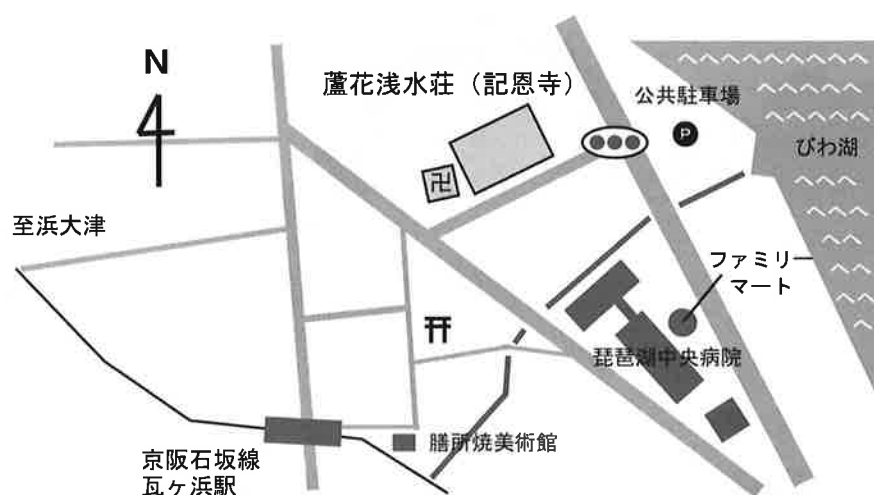 N
蘆花浅水荘（記恩寺）
公共駐車場
P
びわ湖
卍
至浜大津
ファミリー
マート
琵琶湖中央病院
膳所焼美術館
京阪石坂線
瓦ヶ浜駅